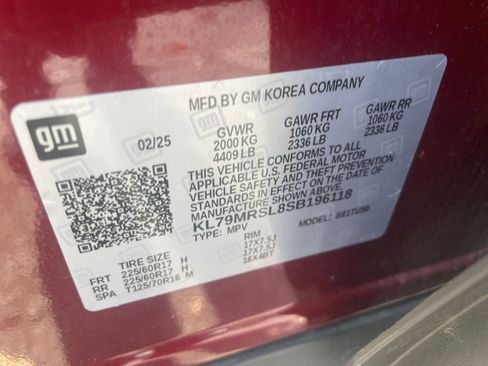 MFD BY GM KOREA COMPANY
gm
02/25
GVWR GAWR FRT GAWR RR
2000 KG 1060 KG 1060 KG
4409 LB 2336 LB 2336 LB
THIS VEHICLE CONFORMS TO ALL
APPLICABLE U.S. FEDERAL MOTOR
VEHICLE SAFETY AND THEFT PREVENTION
STANDARDS IN EFFECT ON THE DATE OF
MANUFACTURE SHOWN ABOVE.
KL79MRSL8SB196118
TYPE: MPV MODEL:
TIRE SIZE RIM
FRT 225/60R17 H 17X7.5J
RR 225/60R17 H 17X7.5J
SPA T125/70R16 M 16X4BT